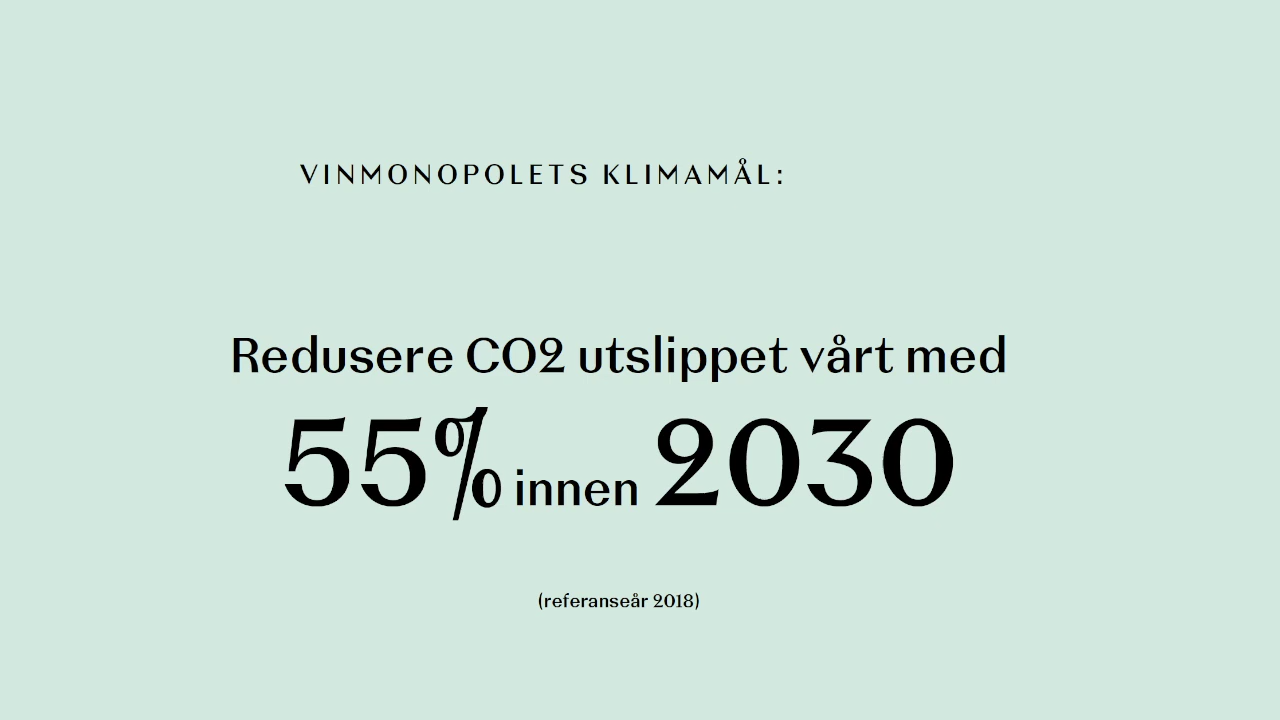 VINMONOPOLETS KLIMAMÅL:
Redusere CO2 utslippet vårt med
55% innen 2030
(referanseår 2018)